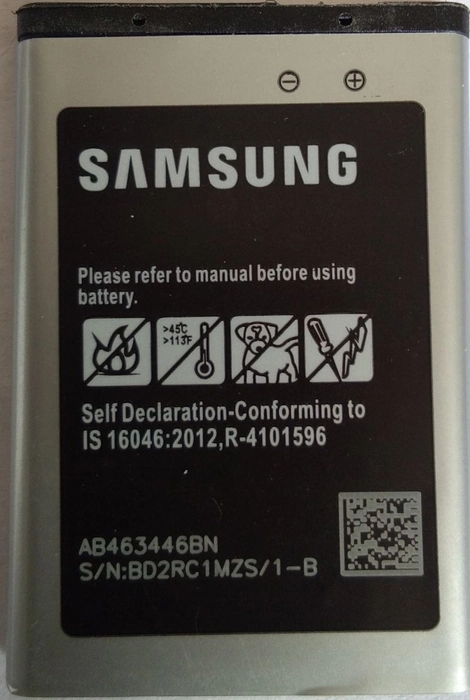 SAMSUNG
Please refer to manual before using
battery.
>45℃
>113F
Self Declaration-Conforming to
IS 16046:2012,R-4101596
AB463446BN
S/N:BD2RC1MZS/1-B